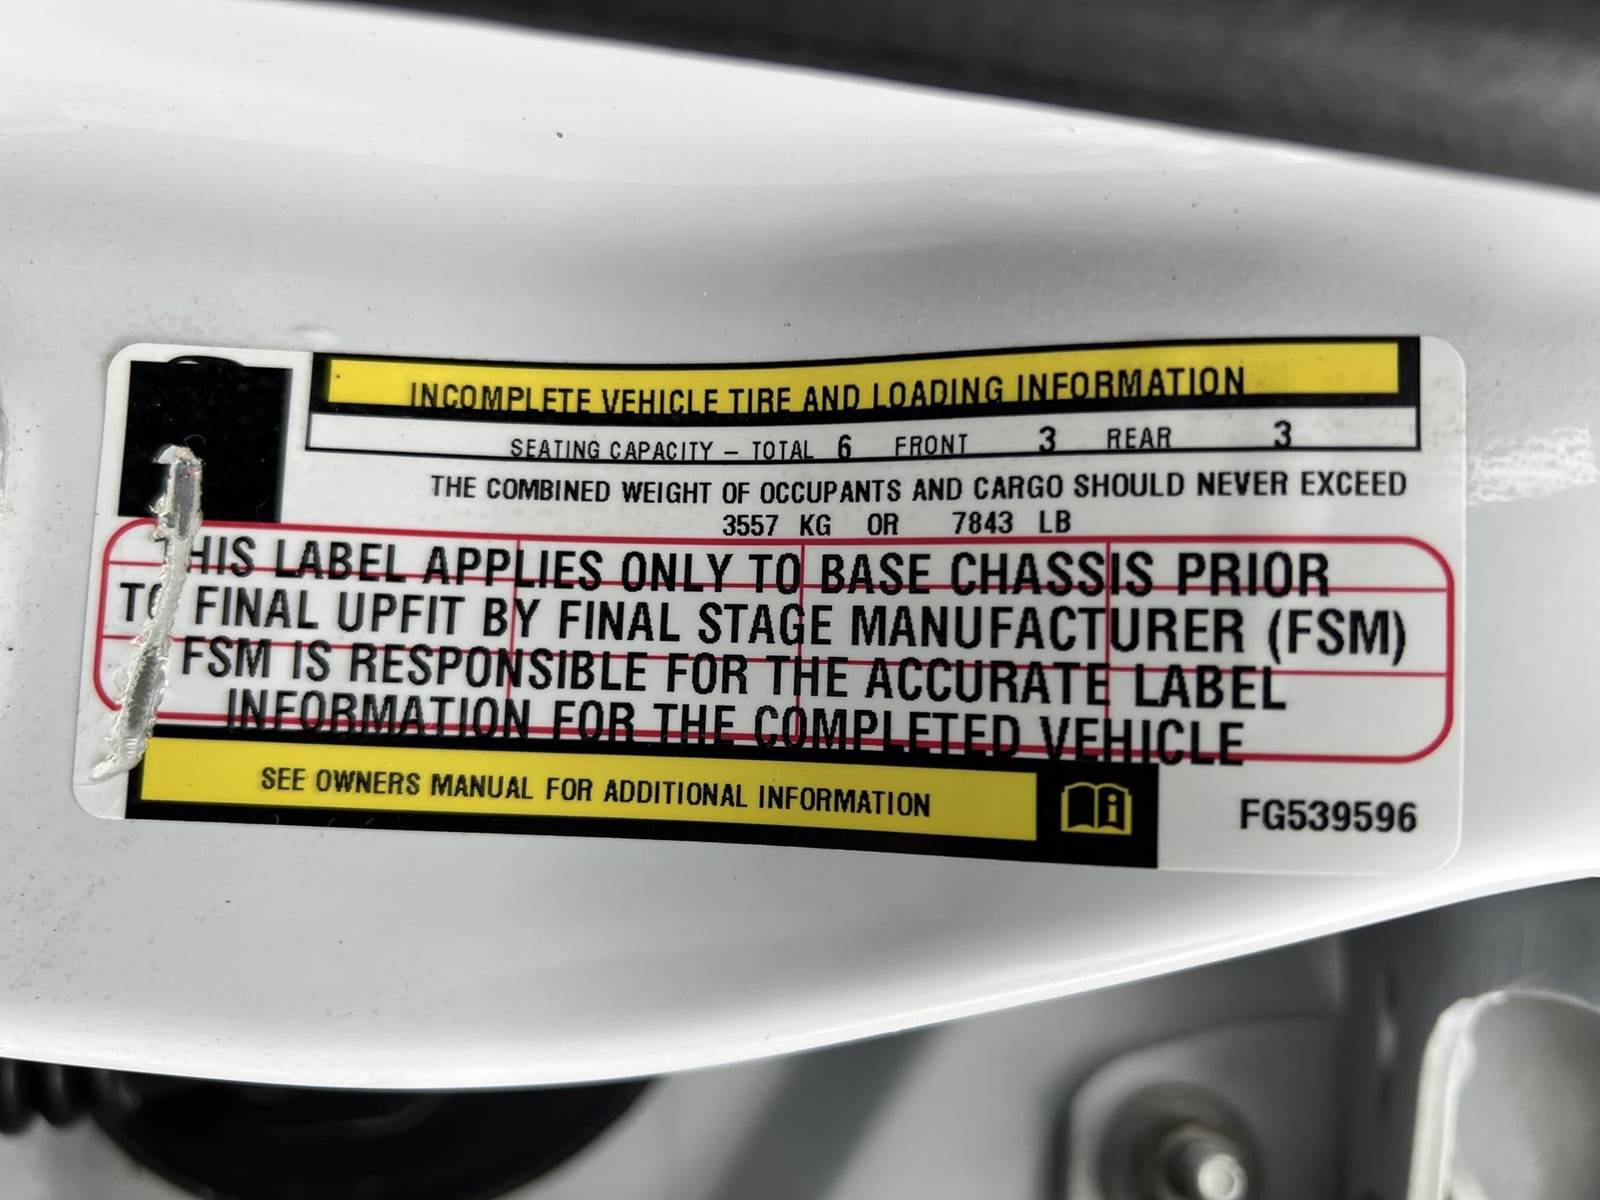 INCOMPLETE VEHICLE TIRE AND LOADING INFORMATION
SEATING CAPACITY – TOTAL 6 FRONT 3 REAR 3
THE COMBINED WEIGHT OF OCCUPANTS AND CARGO SHOULD NEVER EXCEED
3557 KG OR 7843 LB
THIS LABEL APPLIES ONLY TO BASE CHASSIS PRIOR
TO FINAL UPFIT BY FINAL STAGE MANUFACTURER (FSM)
FSM IS RESPONSIBLE FOR THE ACCURATE LABEL
INFORMATION FOR THE COMPLETED VEHICLE
SEE OWNERS MANUAL FOR ADDITIONAL INFORMATION
FG539596